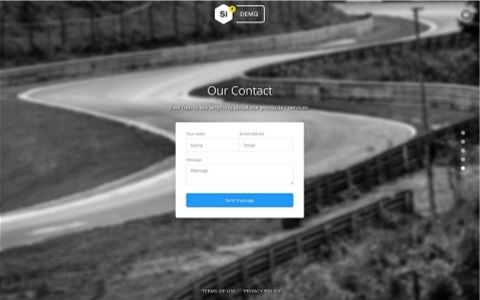 Si
DEMO
Our Contact
Feel free to ask anything about our products / services.
Your name
Email address
Name
Email
Message
Message
Send message
TERMS OF USE
PRIVACY POLICY